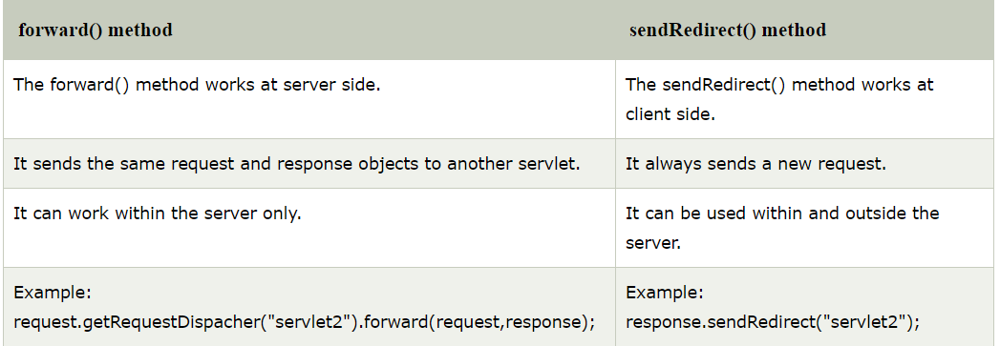 forward() method
sendRedirect() method
The forward() method works at server side.
The sendRedirect() method works at
client side.
It sends the same request and response objects to another servlet.
It always sends a new request.
It can work within the server only.
It can be used within and outside the
server.
Example:
request.getRequestDispacher("servlet2").forward(request,response);
Example:
response.sendRedirect("servlet2");